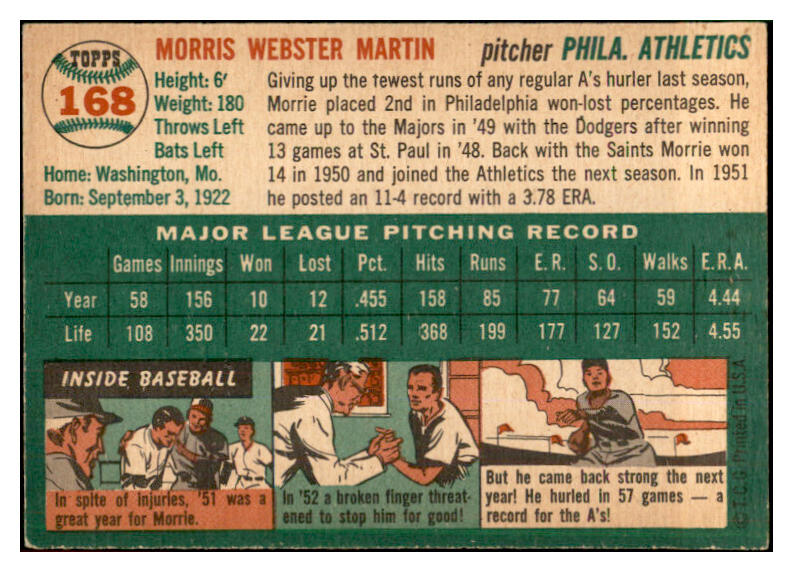 TOPPS
168
MORRIS WEBSTER MARTIN pitcher PHILA. ATHLETICS
Height: 6'
Weight: 180
Throws Left
Bats Left
Home: Washington, Mo.
Born: September 3, 1922
Giving up the fewest runs of any regular A's hurler last season,
Morrie placed 2nd in Philadelphia won-lost percentages. He
came up to the Majors in '49 with the Dodgers after winning
13 games at St. Paul in '48. Back with the Saints Morrie won
14 in 1950 and joined the Athletics the next season. In 1951
he posted an 11-4 record with a 3.78 ERA.
MAJOR LEAGUE PITCHING RECORD
Games Innings Won Lost Pct. Hits Runs E.R. S.O. Walks E.R.A.
Year 58 156 10 12 .455 158 85 77 64 59 4.44
Life 108 350 22 21 .512 368 199 177 127 152 4.55
INSIDE BASEBALL
In spite of injuries, '51 was a
great year for Morrie.
In '52 a broken finger threat-
ened to stop him for good!
But he came back strong the next
year! He hurled in 57 games — a
record for the A's!
© T.C.G. Printed in U.S.A.